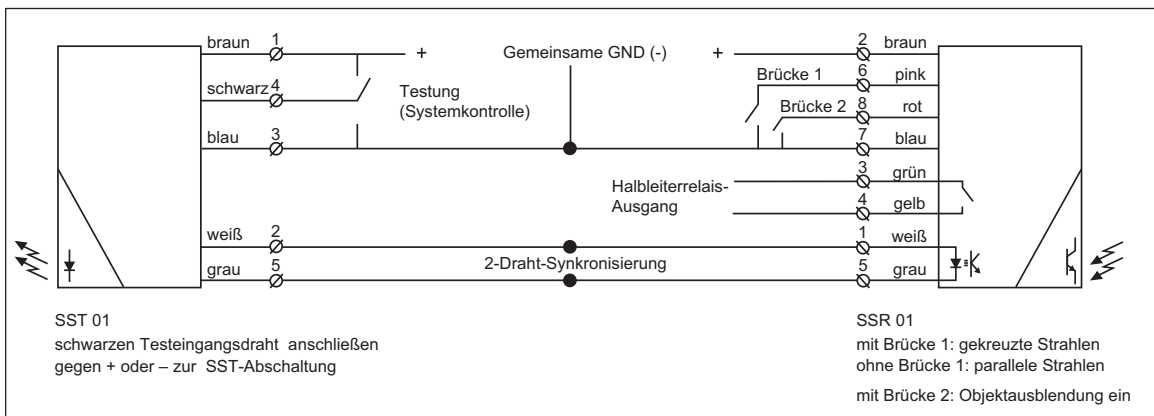 braun 1 + Gemeinsame GND (-) + 2 braun
schwarz 4
Testung
(Systemkontrolle)
Brücke 1 6 pink
Brücke 2 8 rot
blau 3 7 blau
Halbleiterrelais-
Ausgang
3 grün
4 gelb
weiß 2 1 weiß
2-Draht-Synkronisierung
grau 5 5 grau
SST 01
schwarzen Testeingangsdraht anschließen
gegen + oder – zur SST-Abschaltung
SSR 01
mit Brücke 1: gekreuzte Strahlen
ohne Brücke 1: parallele Strahlen
mit Brücke 2: Objektausblendung ein